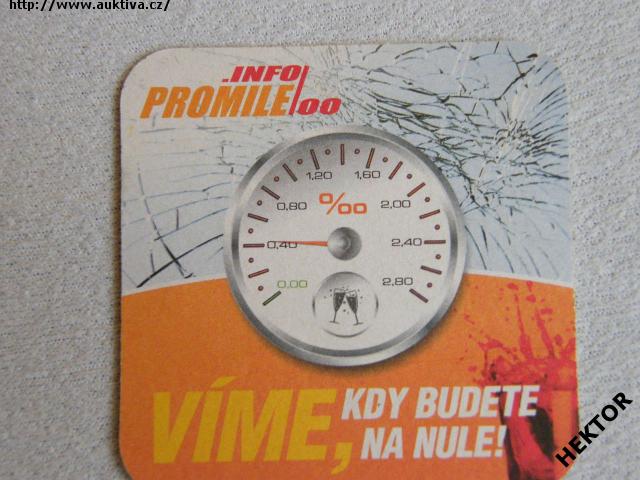 http://www.auktiva.cz/
.INFO
PROMILE/00
1,20 1,60
0,80 %00 2,00
0,40 2,40
0,00 2,80
VÍME, KDY BUDETE
NA NULE!
HEKTOR